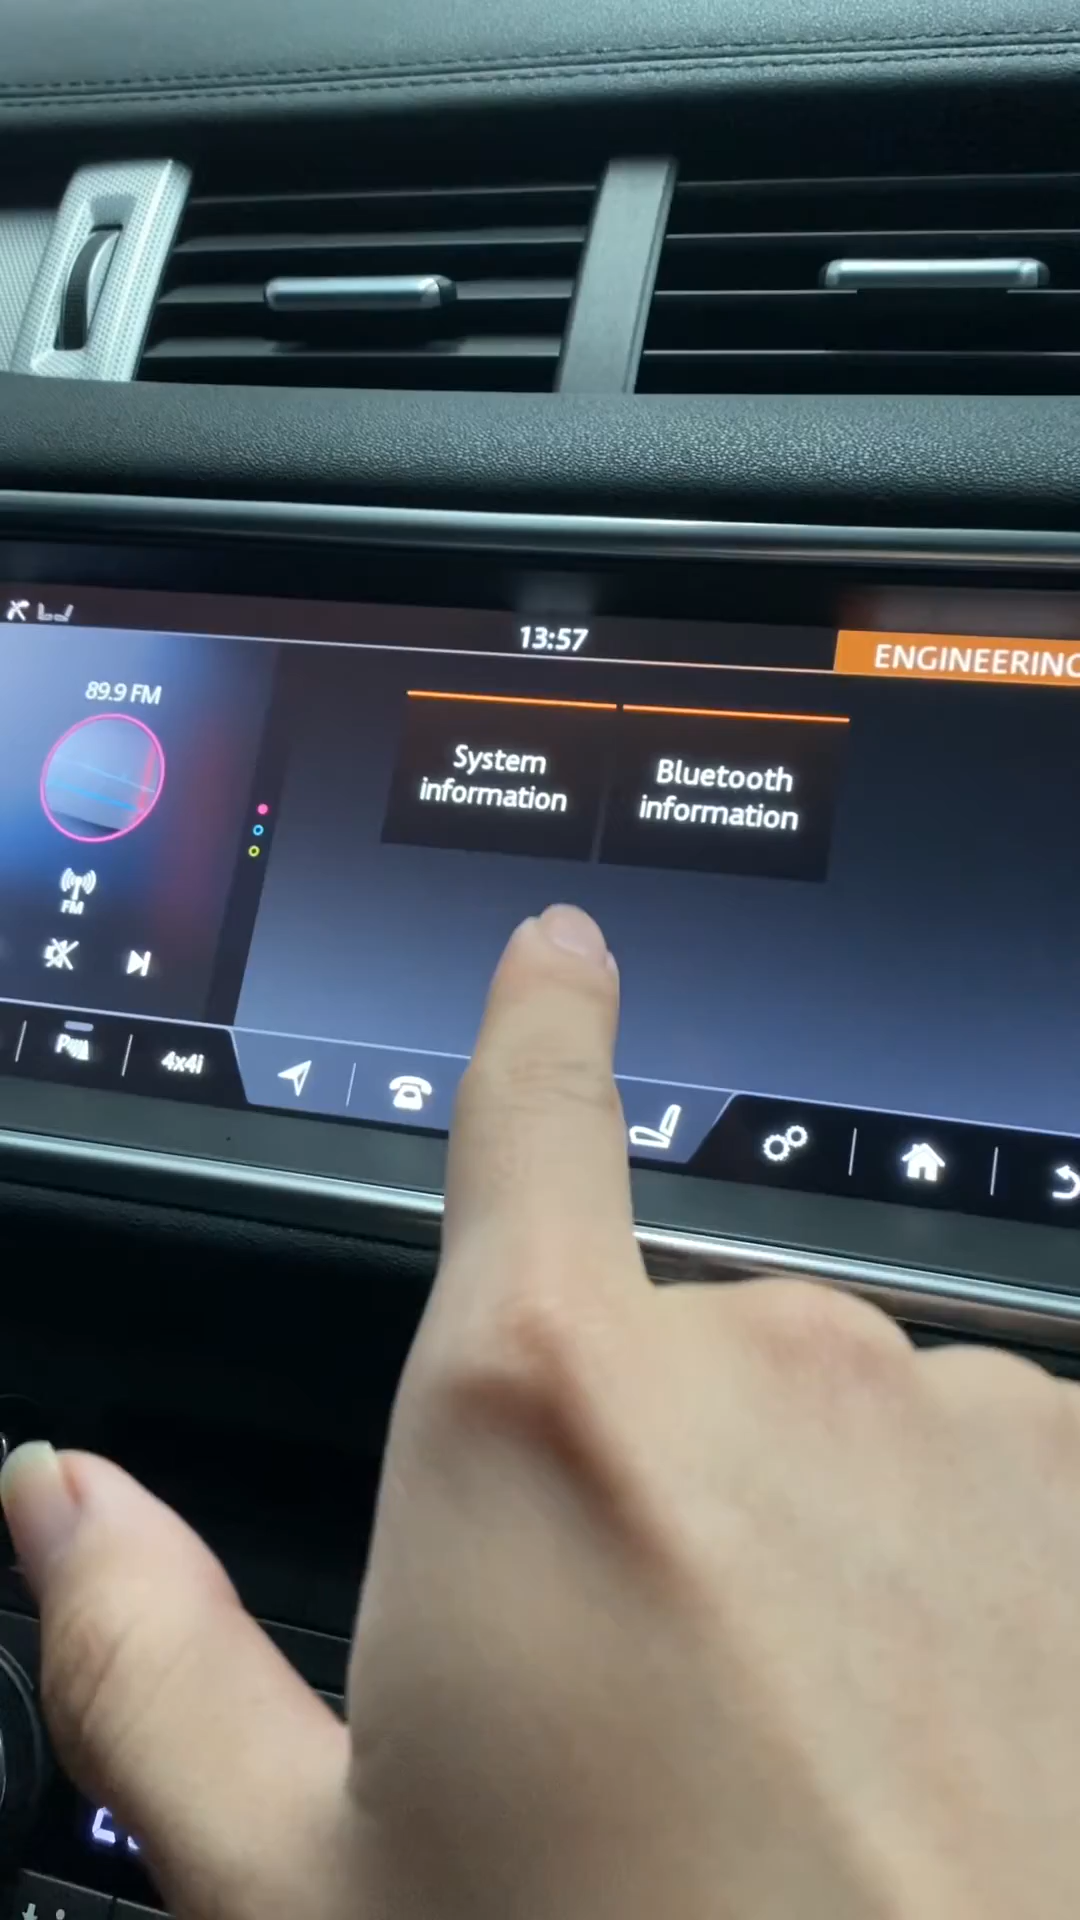 13:57
ENGINEERING
89.9 FM
System
information
Bluetooth
information
FM
4x4i